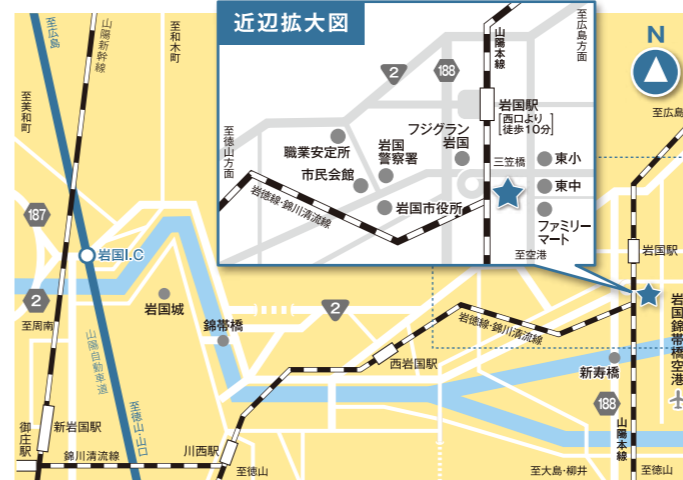 近辺拡大図
至広島方面
山陽本線
2
188
岩国駅
[西口より
徒歩10分]
フジグラン
岩国
岩国
警察署
職業安定所
市民会館
岩国市役所
三笠橋
東小
東中
ファミリー
マート
至徳山方面
岩徳線・錦川清流線
至空港
N
至広島
山陽新幹線
至和木町
至美和町
187
岩国I.C
2
至周南
岩国城
錦帯橋
2
山陽自動車道
至徳山・山口
西岩国駅
岩徳線・錦川清流線
至広島
岩国駅
岩国錦帯橋空港
新寿橋
188
山陽本線
御庄駅
新岩国駅
錦川清流線
川西駅
至徳山
至大島・柳井
至徳山